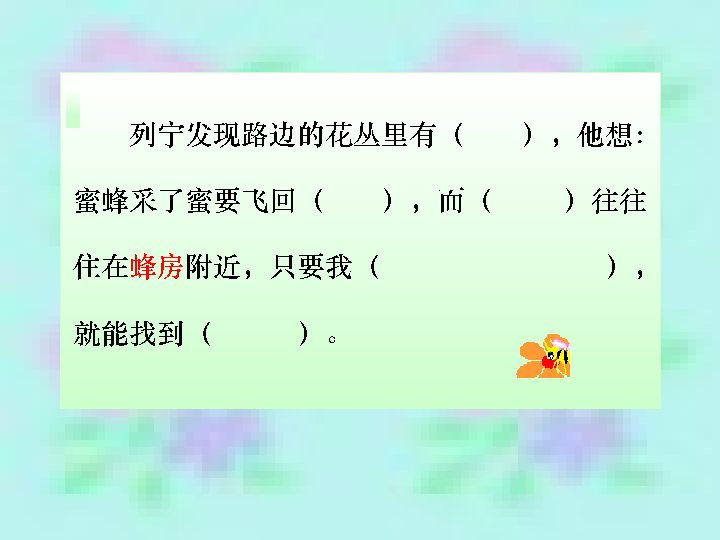 列宁发现路边的花丛里有（　　），他想：
蜜蜂采了蜜要飞回（　　），而（　　　）往往
住在蜂房附近，只要我（　　　　　　　　），
就能找到（　　　）。